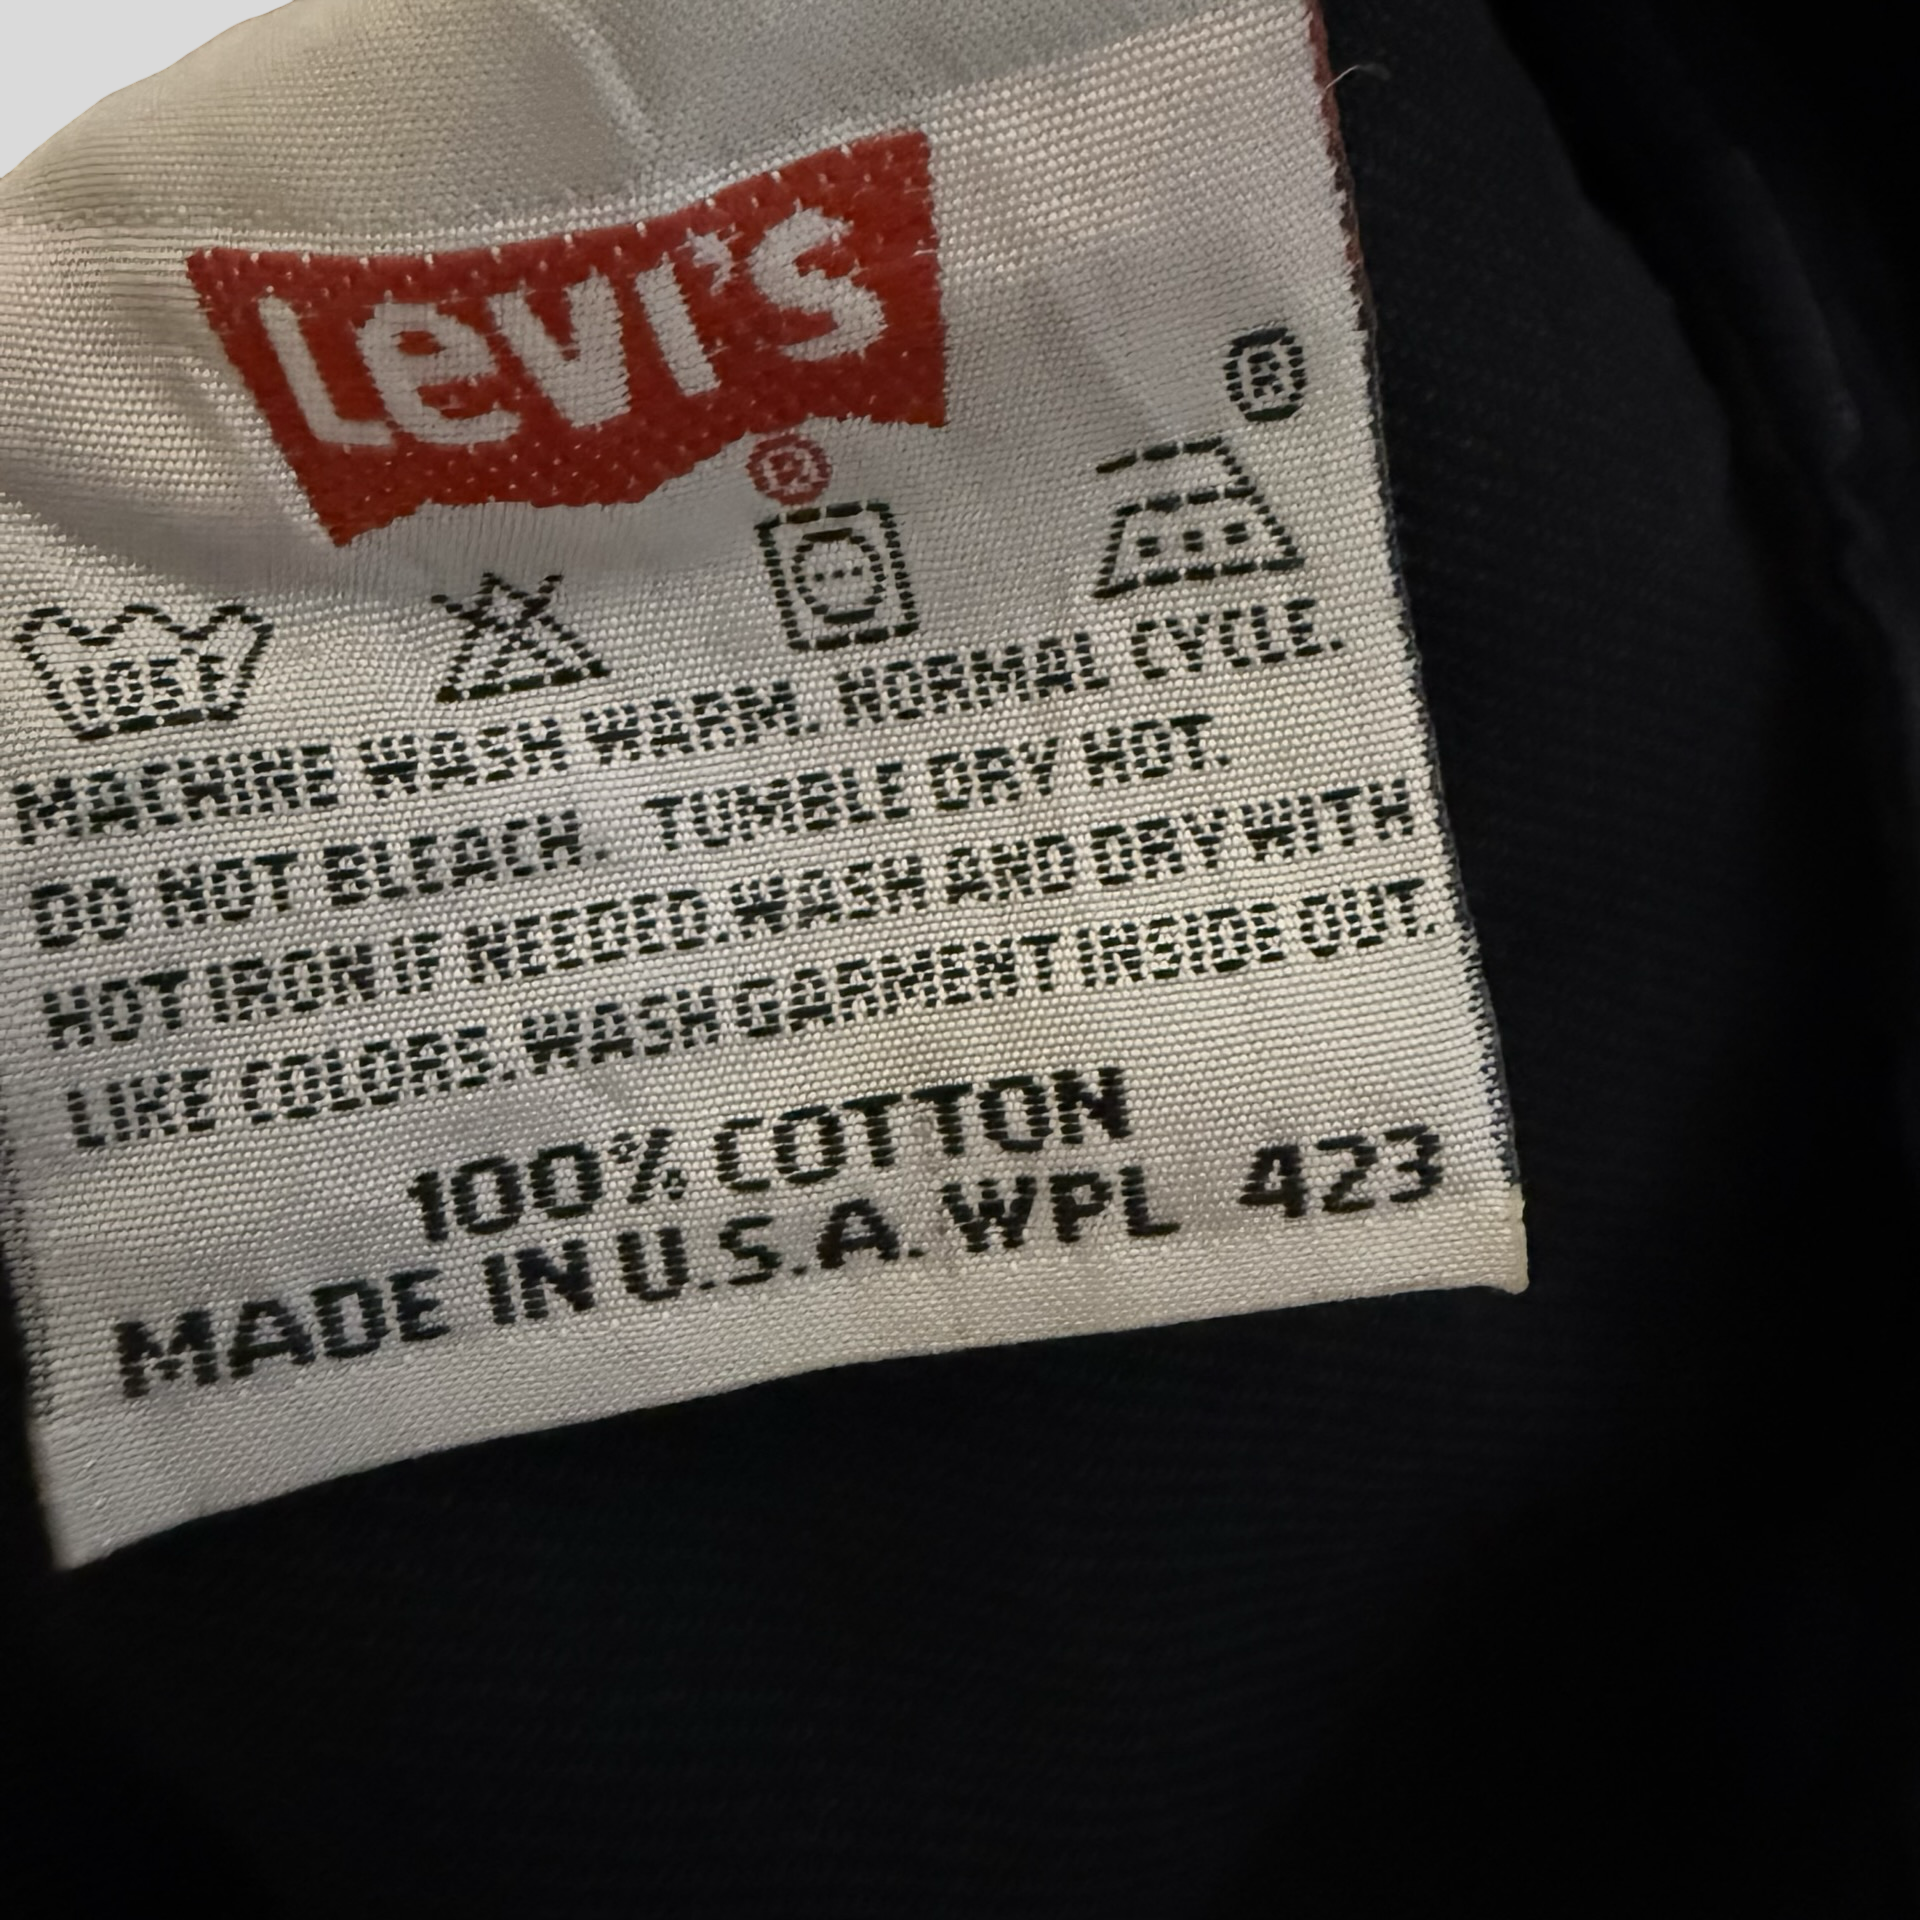 Levi's
®
®
105F
MACHINE WASH WARM. NORMAL CYCLE.
DO NOT BLEACH. TUMBLE DRY HOT.
HOT IRON IF NEEDED. WASH AND DRY WITH
LIKE COLORS. WASH GARMENT INSIDE OUT.
100% COTTON
MADE IN U.S.A. WPL 423